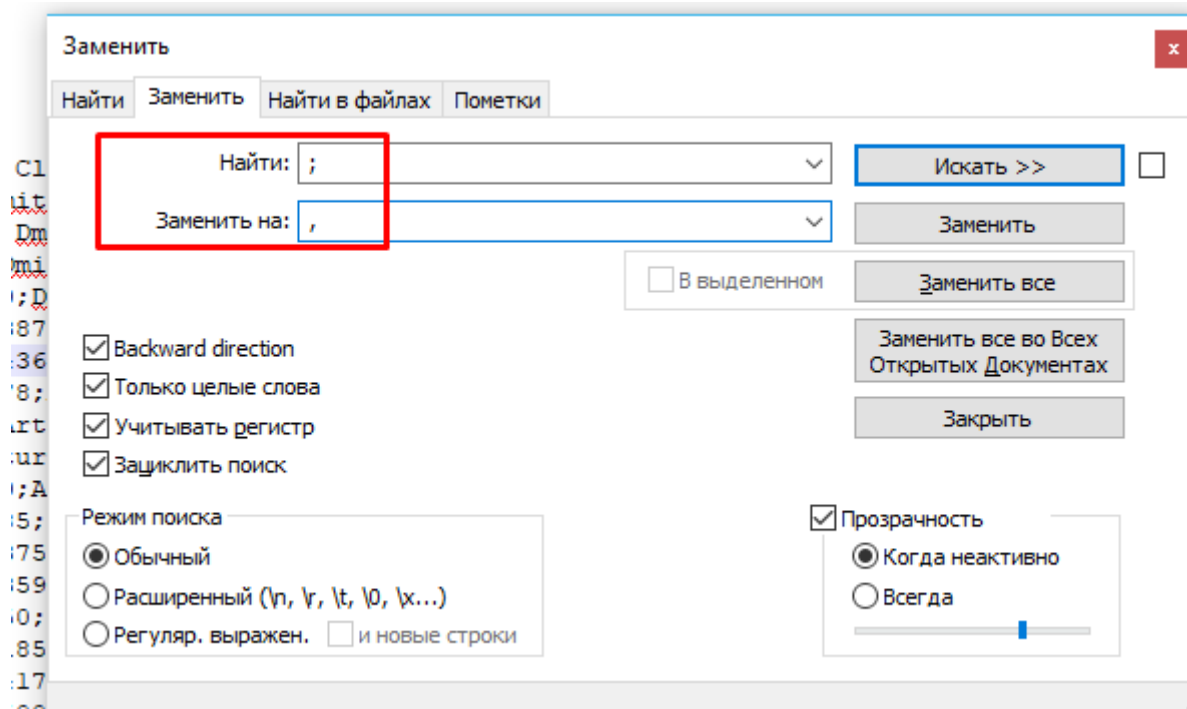 Заменить
x
Найти Заменить Найти в файлах Пометки
Найти: ;
Искать >>
Заменить на: ,
Заменить
В выделенном
Заменить все
Заменить все во Всех
Открытых Документах
Закрыть
Backward direction
Только целые слова
Учитывать регистр
Зациклить поиск
Режим поиска
Обычный
Расширенный (\n, \r, \t, \0, \x...)
Регуляр. выражен. и новые строки
Прозрачность
Когда неактивно
Всегда